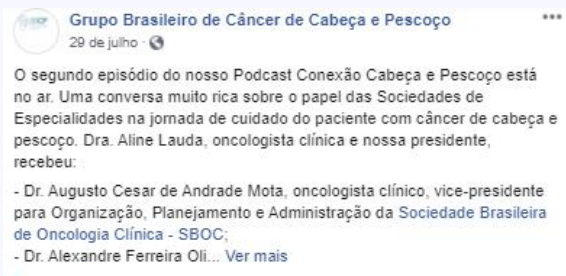 Grupo Brasileiro de Câncer de Cabeça e Pescoço
29 de julho ·
O segundo episódio do nosso Podcast Conexão Cabeça e Pescoço está
no ar. Uma conversa muito rica sobre o papel das Sociedades de
Especialidades na jornada de cuidado do paciente com câncer de cabeça e
pescoço. Dra. Aline Lauda, oncologista clínica e nossa presidente,
recebeu:
- Dr. Augusto Cesar de Andrade Mota, oncologista clínico, vice-presidente
para Organização, Planejamento e Administração da Sociedade Brasileira
de Oncologia Clínica - SBOC;
- Dr. Alexandre Ferreira Oli... Ver mais